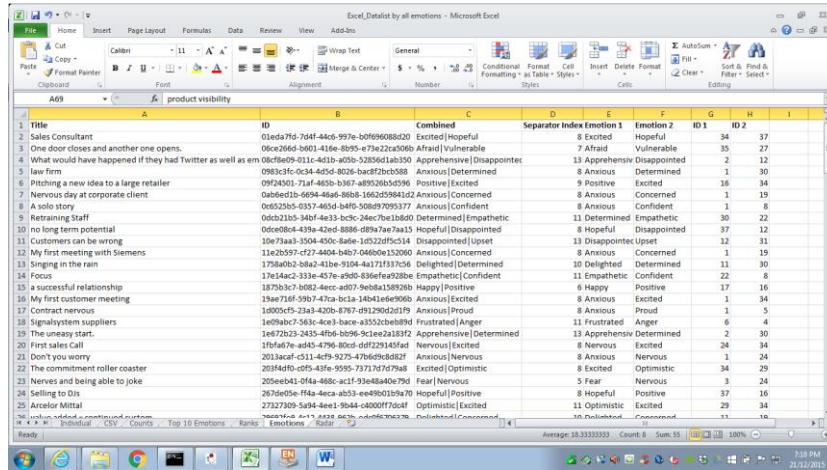 Excel_Datalist by all emotions - Microsoft Excel
File Home Insert Page Layout Formulas Data Review View Add-Ins
Cut
Copy
Format Painter
Paste
Calibri 11
Wrap Text
Merge & Center
General
Conditional Formatting
Format as Table
Cell Styles
Insert Delete Format
AutoSum
Fill
Clear
Sort & Filter
Find & Select
Clipboard Font Alignment Number Styles Cells Editing
A69 fx product visibility
A B C D E F G H I
1 Title ID Combined Separator Index Emotion 1 Emotion 2 ID 1 ID 2
2 Sales Consultant 01eda7fd-7d4f-44c6-997e-b0f696088d20 Excited|Hopeful 8 Excited Hopeful 34 37
3 One door closes and another one opens. 06ce266d-b601-416e-8b95-e73e22ca506b Afraid|Vulnerable 7 Afraid Vulnerable 35 27
4 What would have happened if they had Twitter as well as em 08cf8e09-011c-4d1b-a05b-52856d1ab350 Apprehensive|Disappointed 13 Apprehensiv Disappointed 2 12
5 law firm 0983c3fc-0c34-4d5d-8026-bac8f2bcb588 Anxious|Determined 8 Anxious Determined 1 30
6 Pitching a new idea to a large retailer 09f24501-71af-465b-b367-a89526b5d596 Positive|Excited 9 Positive Excited 16 34
7 Nervous day at corporate client 0ab6ed1b-6694-46a6-86b8-1662d59841d2 Anxious|Concerned 8 Anxious Concerned 1 19
8 A solo story 0c6525b5-0357-465d-b4f0-508d97095377 Anxious|Confident 8 Anxious Confident 1 8
9 Retraining Staff 0dcb21b5-34bf-4e33-bc9c-24ec7be1b8d0 Determined|Empathetic 11 Determined Empathetic 30 22
10 no long term potential 0dce08c4-439a-42ed-8886-d89a7ae7aa15 Hopeful|Disappointed 8 Hopeful Disappointed 37 12
11 Customers can be wrong 10e73aa3-3504-450c-8a6e-1d522df5c514 Disappointed|Upset 13 Disappointec Upset 12 31
12 My first meeting with Siemens 11e2b597-cf27-4404-b4b7-046b0e152060 Anxious|Concerned 8 Anxious Concerned 1 19
13 Singing in the rain 1758a0b2-b8a2-41be-9104-4a171f337c56 Delighted|Determined 10 Delighted Determined 11 30
14 Focus 17e14ac2-333e-457e-a9d0-836efea928be Empathetic|Confident 11 Empathetic Confident 22 8
15 a successful relationship 1875b3c7-b082-4ecc-ad07-9eb8a158926b Happy|Positive 6 Happy Positive 17 16
16 My first customer meeting 19ae716f-59b7-47ca-bc1a-14b41e6e906b Anxious|Excited 8 Anxious Excited 1 34
17 Contract nervous 1d005cf5-23a3-420b-8767-d91290d2d1f9 Anxious|Proud 8 Anxious Proud 1 5
18 Signalsystem suppliers 1e09abc7-563c-4ce3-bace-a3552cbeb89d Frustrated|Anger 11 Frustrated Anger 6 4
19 The uneasy start. 1e672b23-2435-4fb6-bb96-9c1ee2a183f2 Apprehensive|Determined 13 Apprehensiv Determined 2 30
20 First sales Call 1fbfa67e-ad45-4796-80cd-ddf229145fad Nervous|Excited 8 Nervous Excited 24 34
21 Don't you worry 2013acaf-c511-4cf9-9275-47b6d9c8d82f Anxious|Nervous 8 Anxious Nervous 1 24
22 The commitment roller coaster 203f4df0-c0f5-43fe-9595-73771d7d79a8 Excited|Optimistic 8 Excited Optimistic 34 29
23 Nerves and being able to joke 205eeb41-0f4a-468c-ac1f-93e48a40e79d Fear|Nervous 5 Fear Nervous 3 24
24 Selling to DJs 267de05e-ff4a-4eca-ab53-ee49b01b9a70 Hopeful|Positive 8 Hopeful Positive 37 16
25 Arcelor Mittal 27327309-5a94-4ee1-9b44-c4000ff7dc4f Optimistic|Excited 11 Optimistic Excited 29 34
Individual CSV Counts Top 10 Emotions Ranks Emotions Radar
Ready Average: 18.33333333 Count: 8 Sum: 55 100%
7:18 PM
21/12/2015